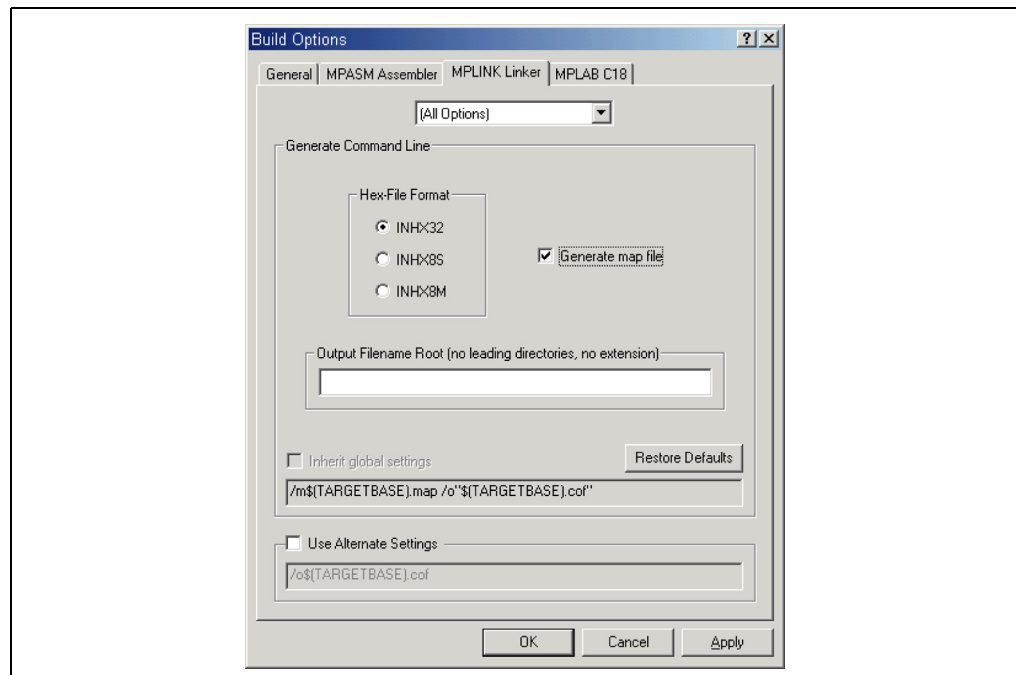 Build Options
General
MPASM Assembler
MPLINK Linker
MPLAB C18
(All Options)
Generate Command Line
Hex-File Format
INHX32
INHX8S
INHX8M
Generate map file
Output Filename Root (no leading directories, no extension)
Inherit global settings
Restore Defaults
/m$(TARGETBASE).map /o"$(TARGETBASE).cof"
Use Alternate Settings
/o$(TARGETBASE).cof
OK
Cancel
Apply